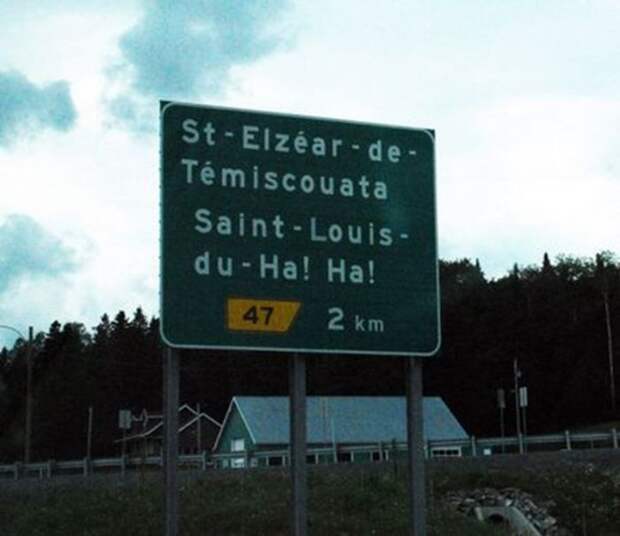 St-Elzéar-de-
Témiscouata
Saint-Louis-
du-Ha! Ha!
47 2 km